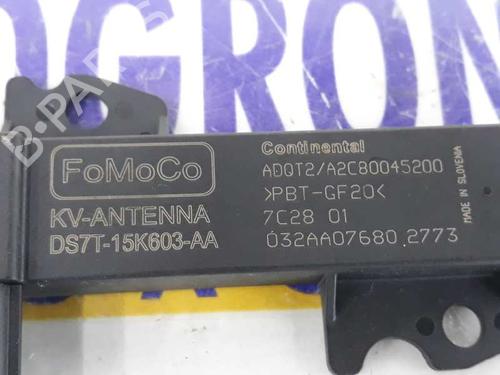 OGRON
B-PARTS
FoMoCo
KV-ANTENNA
DS7T-15K603-AA
Continental
ADQT2/A2C80045200
>PBT-GF20<
7C28 01
032AA07680.2773
MADE IN SLOVENIA